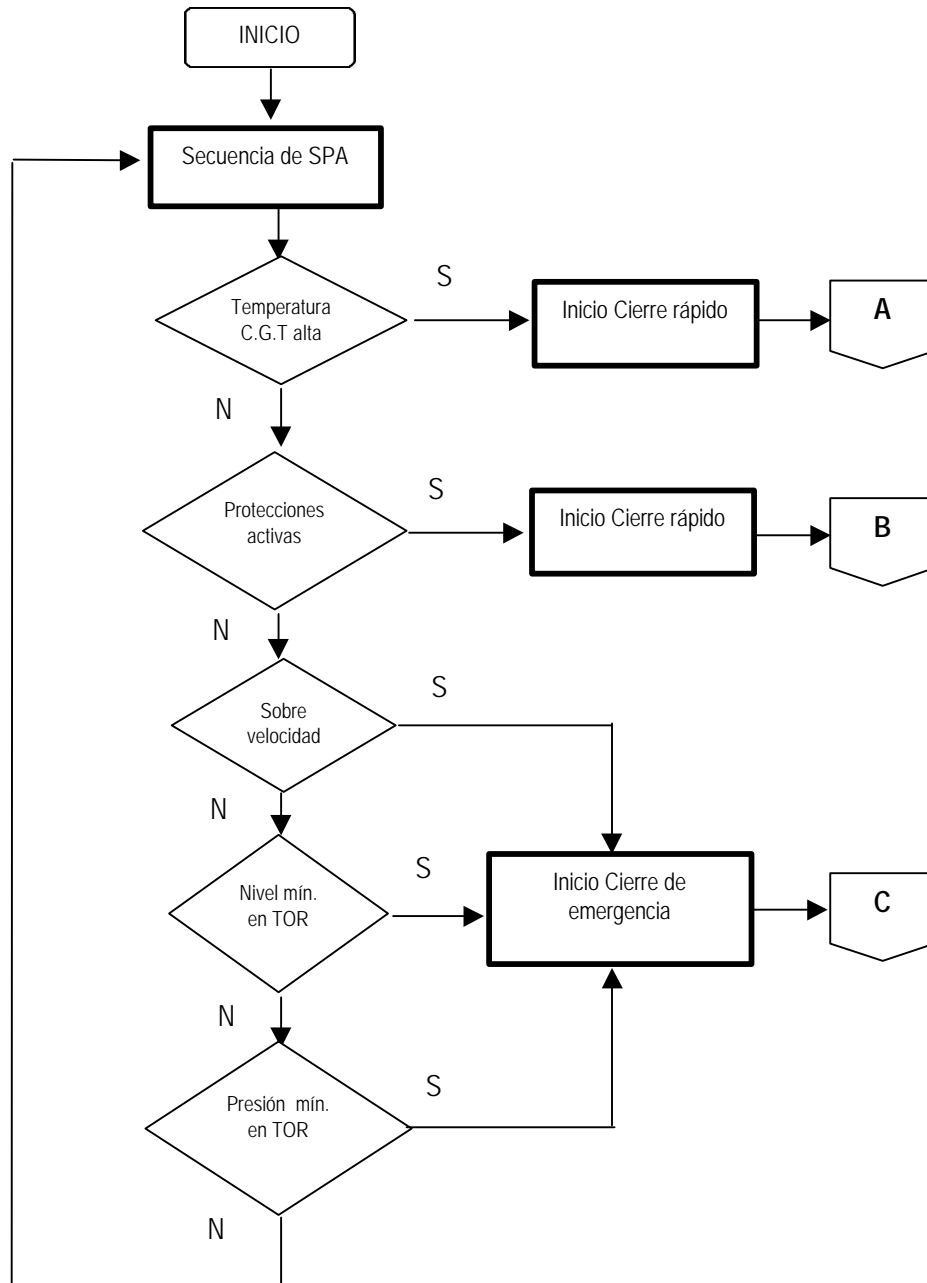 INICIO
Secuencia de SPA
S
Temperatura
C.G.T alta
Inicio Cierre rápido
A
N
S
Protecciones
activas
Inicio Cierre rápido
B
N
S
Sobre
velocidad
N
S
Nivel mín.
en TOR
Inicio Cierre de
emergencia
C
N
S
Presión mín.
en TOR
N